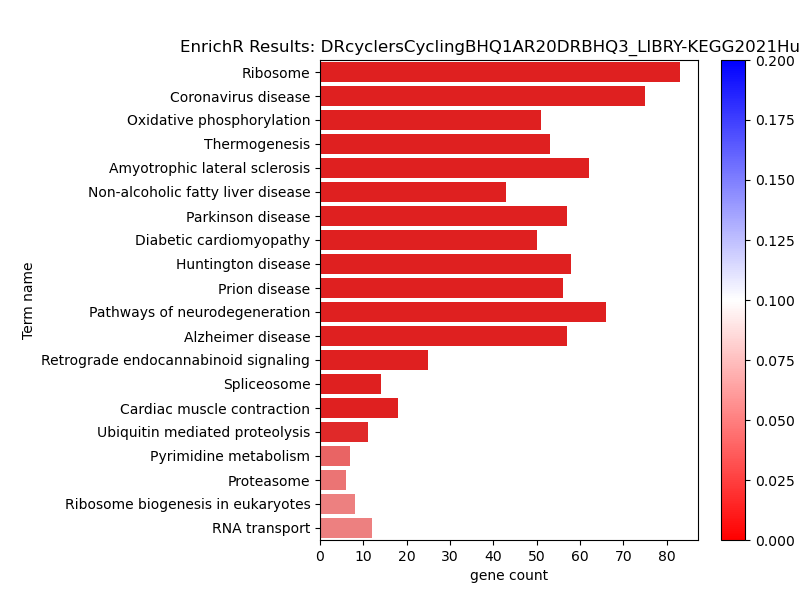 EnrichR Results: DRcyclersCyclingBHQ1AR20DRBHQ3_LIBRY-KEGG2021Hu
Term name
Ribosome
Coronavirus disease
Oxidative phosphorylation
Thermogenesis
Amyotrophic lateral sclerosis
Non-alcoholic fatty liver disease
Parkinson disease
Diabetic cardiomyopathy
Huntington disease
Prion disease
Pathways of neurodegeneration
Alzheimer disease
Retrograde endocannabinoid signaling
Spliceosome
Cardiac muscle contraction
Ubiquitin mediated proteolysis
Pyrimidine metabolism
Proteasome
Ribosome biogenesis in eukaryotes
RNA transport
0 10 20 30 40 50 60 70 80
gene count
0.200
0.175
0.150
0.125
0.100
0.075
0.050
0.025
0.000